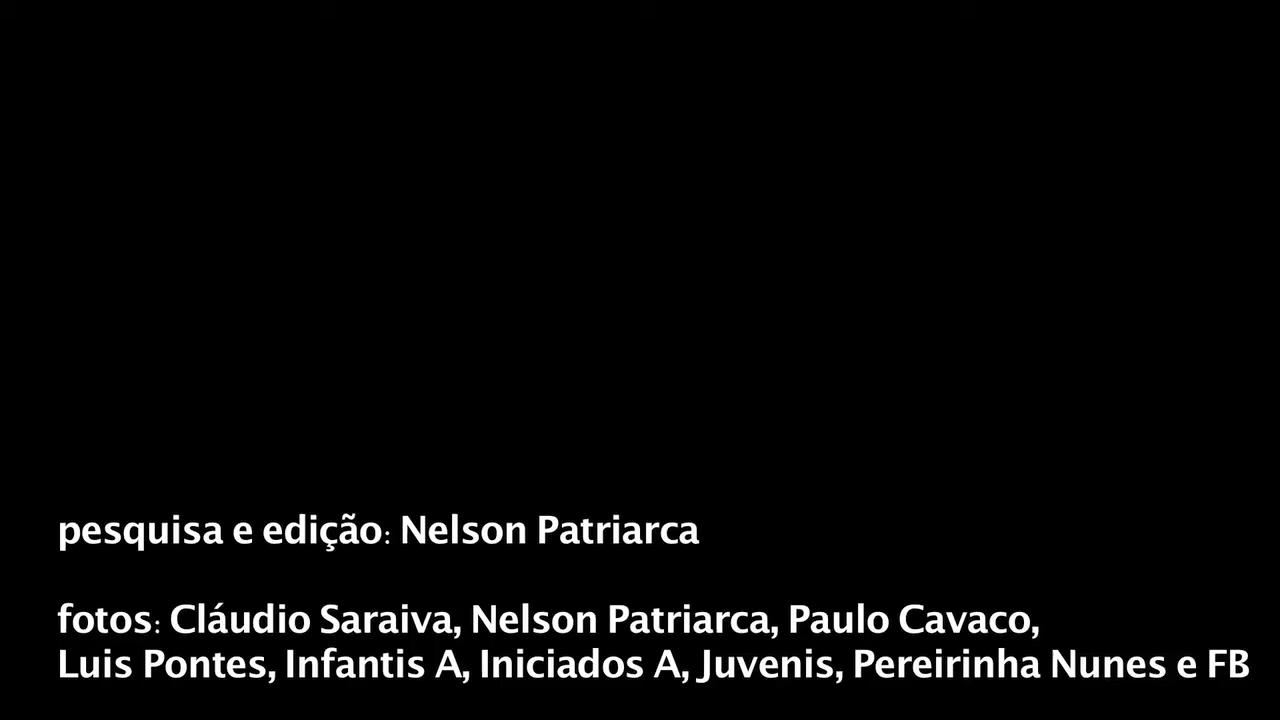 pesquisa e edição: Nelson Patriarca
fotos: Cláudio Saraiva, Nelson Patriarca, Paulo Cavaco,
Luis Pontes, Infantis A, Iniciados A, Juvenis, Pereirinha Nunes e FB